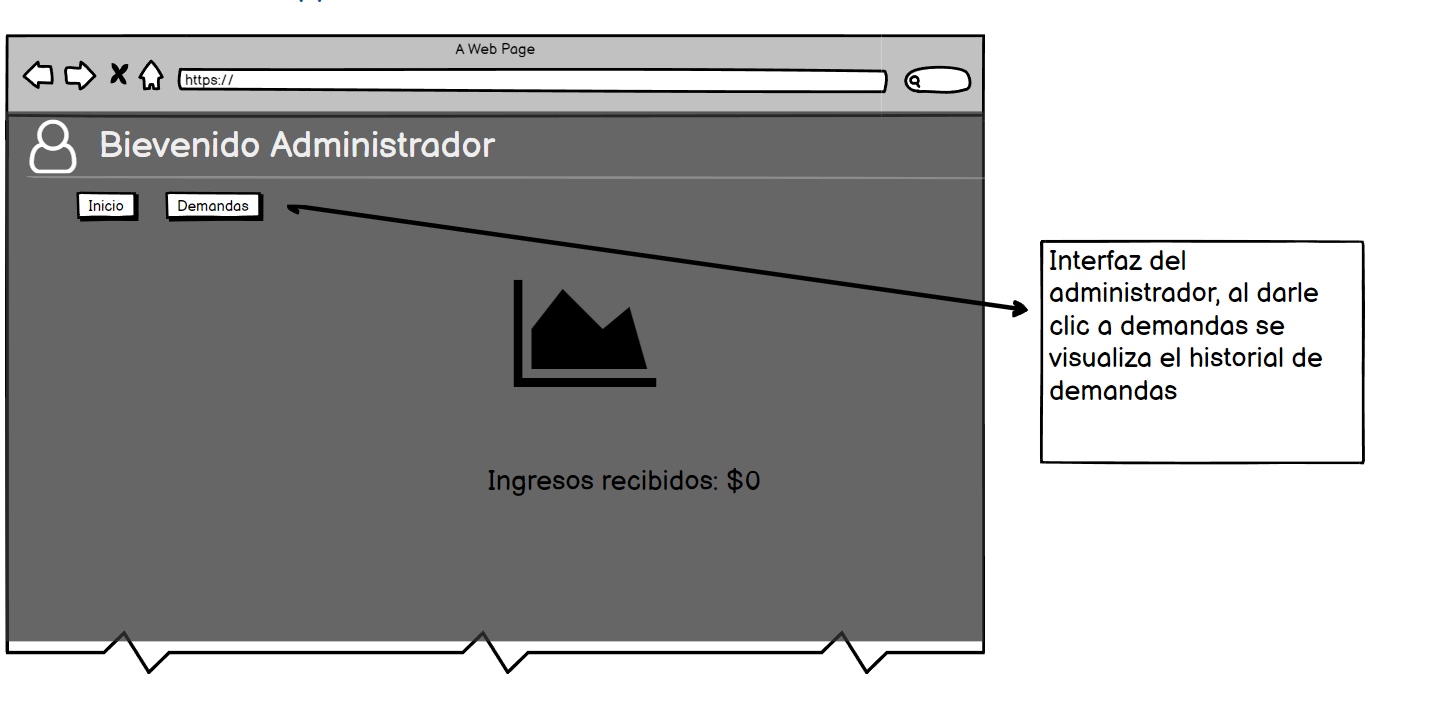 A Web Page
https://
Bievenido Administrador
Inicio
Demandas
Interfaz del
administrador, al darle
clic a demandas se
visualiza el historial de
demandas
Ingresos recibidos: $0